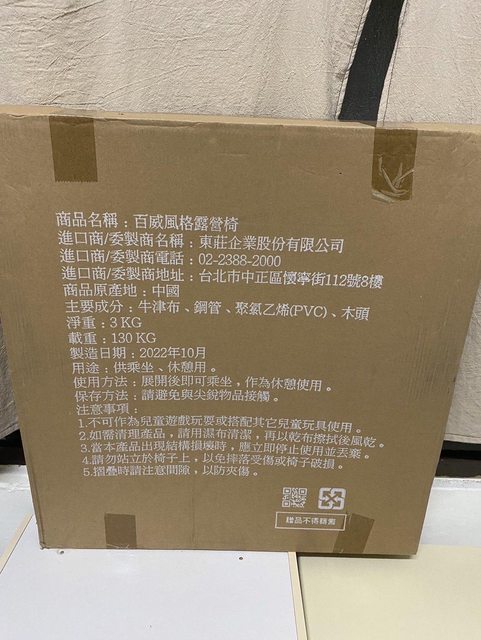 商品名稱：百威風格露營椅
進口商/委製商名稱：東莊企業股份有限公司
進口商/委製商電話：02-2388-2000
進口商/委製商地址：台北市中正區懷寧街112號8樓
商品原產地：中國
主要成分：牛津布、鋼管、聚氯乙烯(PVC)、木頭
淨重：3 KG
載重：130 KG
製造日期：2022年10月
用途：供乘坐、休憩用。
使用方法：展開後即可乘坐，作為休憩使用。
保存方法：請避免與尖銳物品接觸。
注意事項：
1.不可作為兒童遊戲玩耍或搭配其它兒童玩具使用。
2.如需清理產品，請用濕布清潔，再以乾布擦拭後風乾。
3.當本產品出現結構損壞時，應立即停止使用並丟棄。
4.請勿站立於椅子上，以免摔落受傷或椅子破損。
5.摺疊時請注意間隙，以防夾傷。
贈品不得轉售